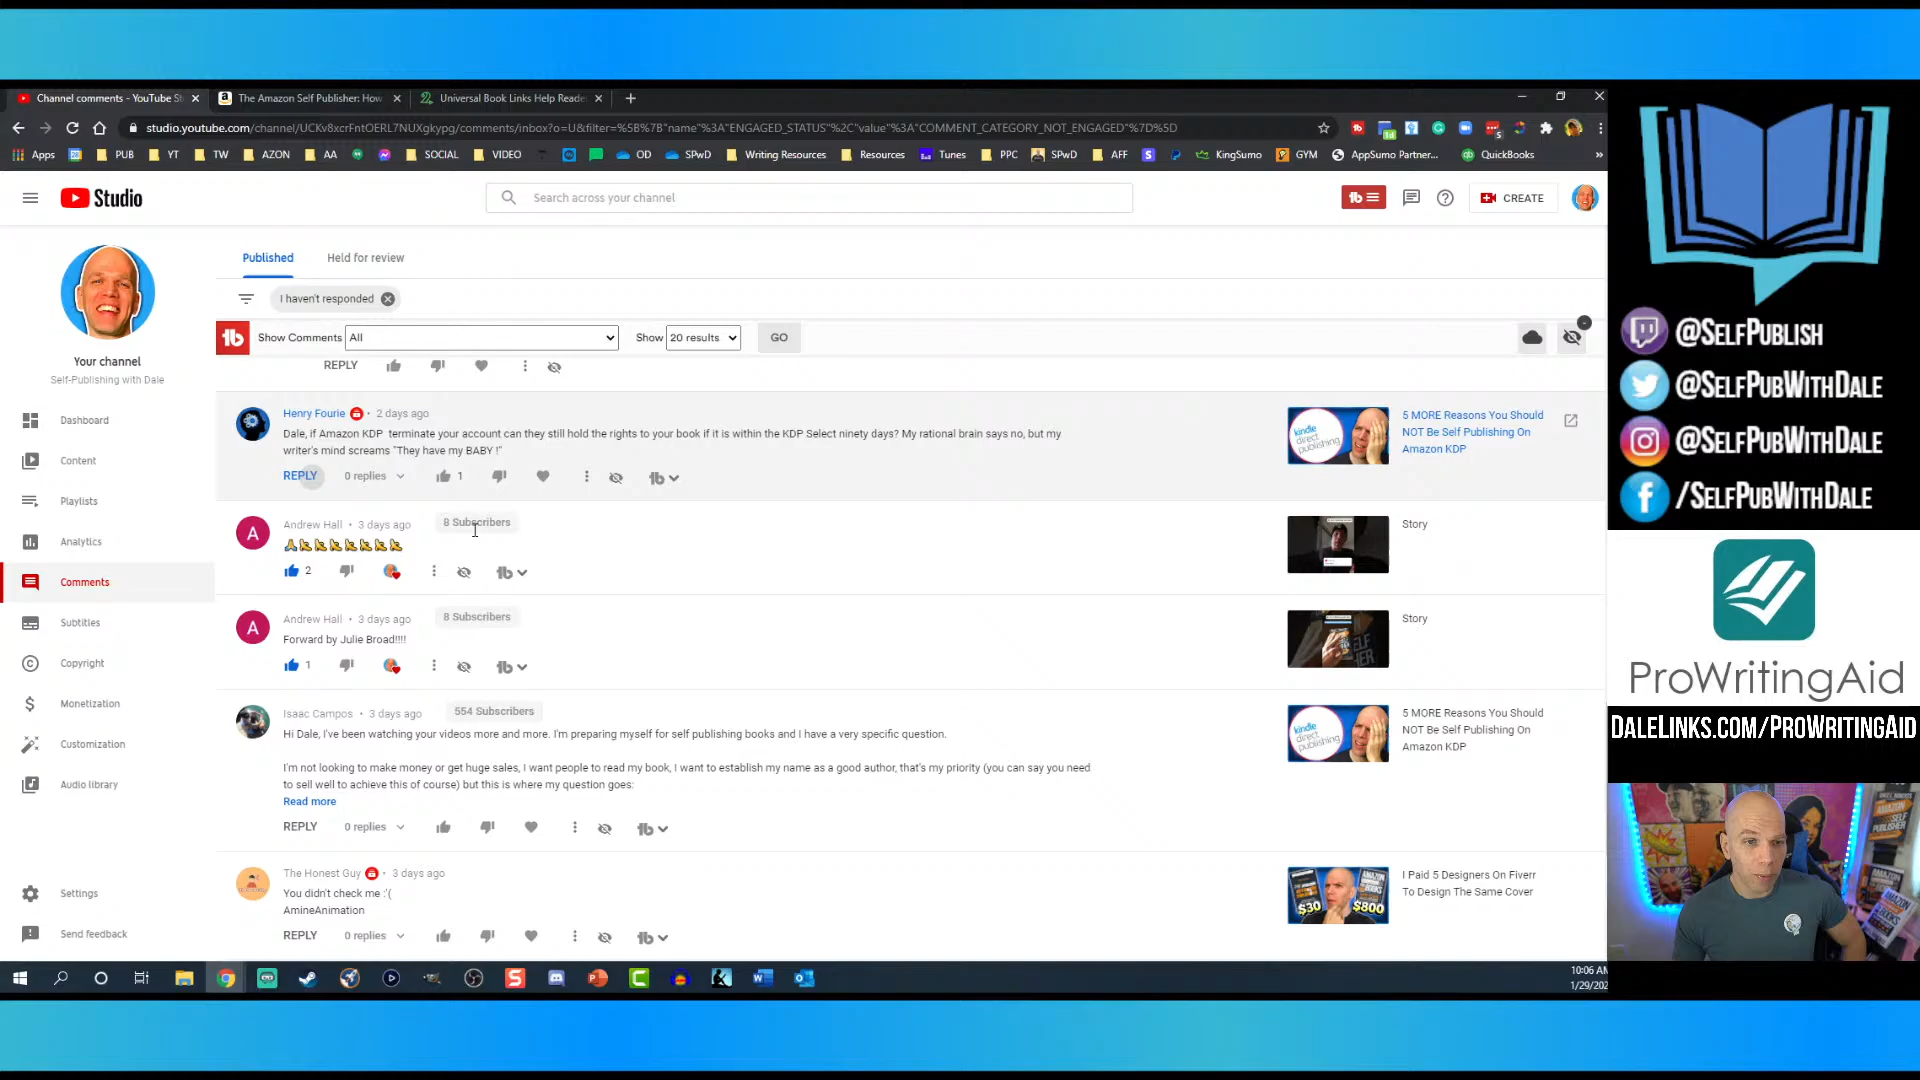 Channel comments - YouTube St
The Amazon Self Publisher: How
Universal Book Links Help Reade
studio.youtube.com/channel/UCKv8xcrFntOERL7NUXgkypg/comments/inbox?o=U&filter=%5B%7B"name"%3A"ENGAGED_STATUS"%2C"value"%3A"COMMENT_CATEGORY_NOT_ENGAGED"%7D%5D
Apps PUB YT TW AZON AA SOCIAL VIDEO OD SPwD Writing Resources Resources Tunes PPC SPwD AFF KingSumo GYM AppSumo Partner... QuickBooks »
Studio
Search across your channel
CREATE
Your channel
Self-Publishing with Dale
Dashboard
Content
Playlists
Analytics
Comments
Subtitles
Copyright
Monetization
Customization
Audio library
Settings
Send feedback
Published Held for review
I haven't responded
Show Comments All Show 20 results GO
REPLY
Henry Fourie • 2 days ago
Dale, if Amazon KDP terminate your account can they still hold the rights to your book if it is within the KDP Select ninety days? My rational brain says no, but my
writer's mind screams "They have my BABY !"
REPLY 0 replies 1
5 MORE Reasons You Should
NOT Be Self Publishing On
Amazon KDP
kindle
direct
publishing
Andrew Hall • 3 days ago 8 Subscribers
2
Story
Andrew Hall • 3 days ago 8 Subscribers
Forward by Julie Broad!!!!
1
Story
Isaac Campos • 3 days ago 554 Subscribers
Hi Dale, I've been watching your videos more and more. I'm preparing myself for self publishing books and I have a very specific question.
I'm not looking to make money or get huge sales, I want people to read my book, I want to establish my name as a good author, that's my priority (you can say you need
to sell well to achieve this of course) but this is where my question goes:
Read more
REPLY 0 replies
5 MORE Reasons You Should
NOT Be Self Publishing On
Amazon KDP
kindle
direct
publishing
The Honest Guy • 3 days ago
You didn't check me :'(
AmineAnimation
REPLY 0 replies
I Paid 5 Designers On Fiverr
To Design The Same Cover
$30 $800
10:06 AM
1/29/202
@SELFPUBLISH
@SELFPUBWITHDALE
@SELFPUBWITHDALE
/SELFPUBWITHDALE
ProWritingAid
DALELINKS.COM/PROWRITINGAID